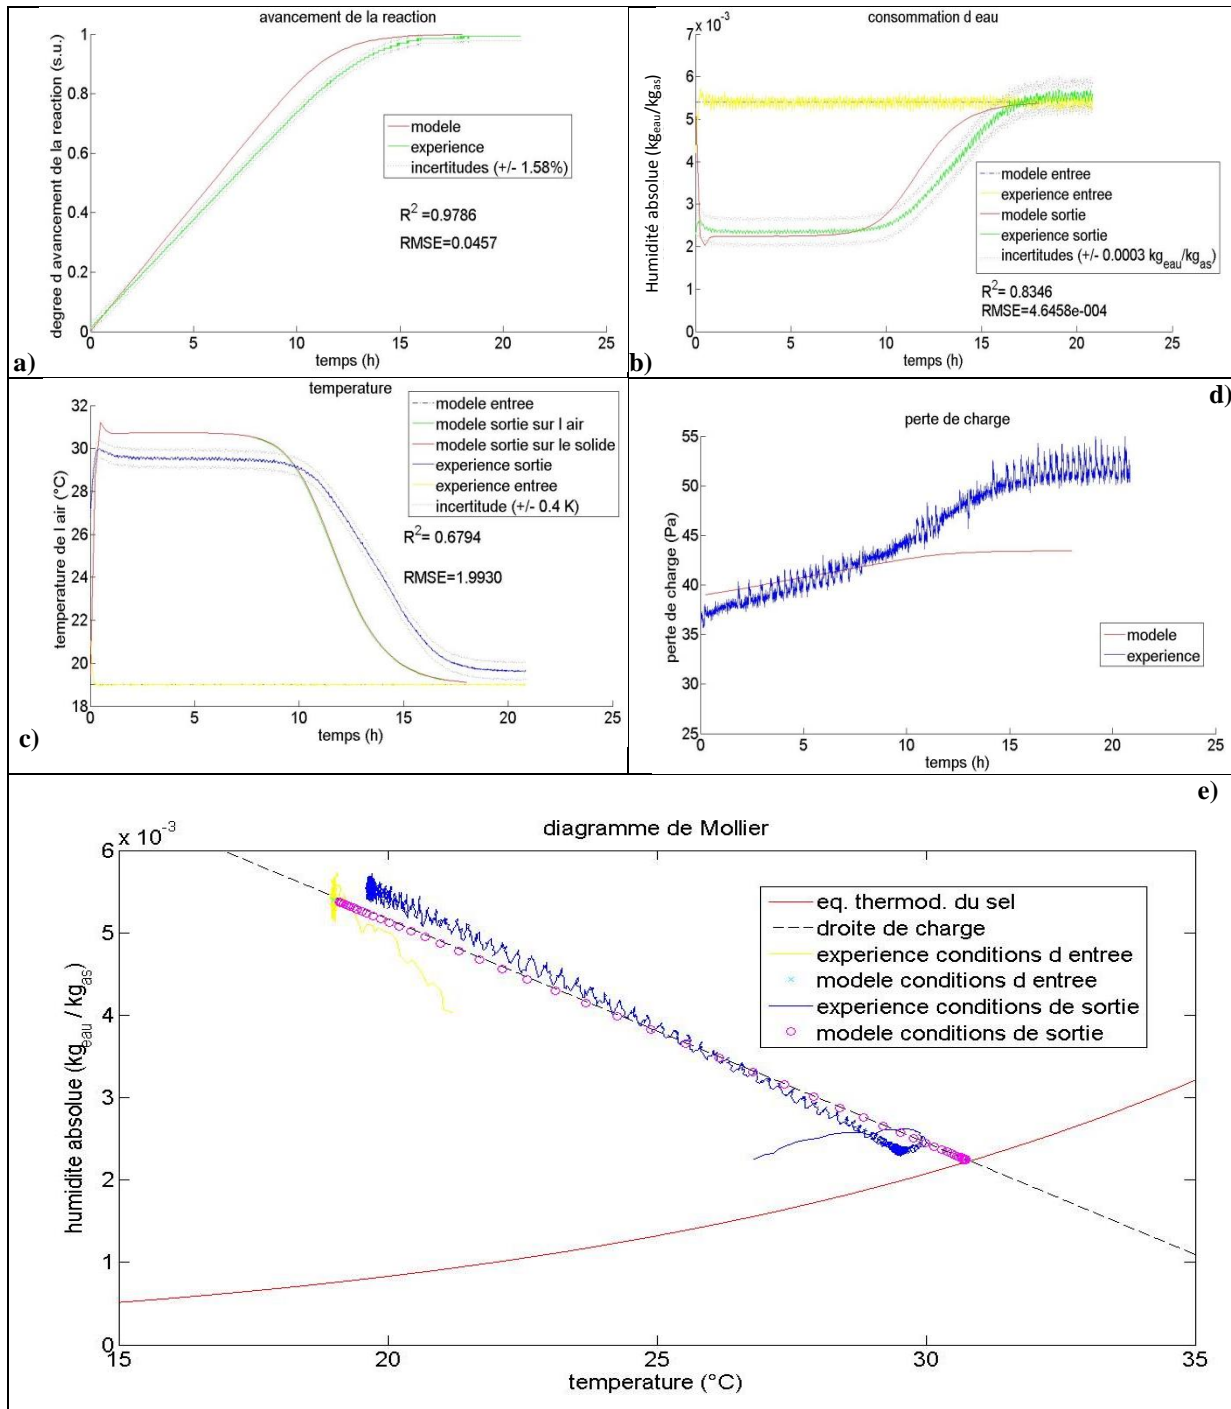 avancement de la reaction
degree d avancement de la reaction (s.u.)
1
0.8
0.6
0.4
0.2
0
modele
experience
incertitudes (+/- 1.58%)
R2 =0.9786
RMSE=0.0457
0 5 10 15 20 25
temps (h)
a)
consommation d eau
x 10-3
Humidité absolue (kgeau/kgas)
7
6
5
4
3
2
1
0
modele entree
experience entree
modele sortie
experience sortie
incertitudes (+/- 0.0003 kgeau/kgas)
R2= 0.8346
RMSE=4.6458e-004
0 5 10 15 20 25
temps (h)
b)
temperature
temperature de l air (°C)
32
30
28
26
24
22
20
18
modele entree
modele sortie sur l air
modele sortie sur le solide
experience sortie
experience entree
incertitude (+/- 0.4 K)
R2= 0.6794
RMSE=1.9930
0 5 10 15 20 25
temps (h)
c)
d)
perte de charge
perte de charge (Pa)
55
50
45
40
35
30
25
modele
experience
0 5 10 15 20 25
temps (h)
e)
diagramme de Mollier
x 10-3
humidite absolue (kgeau / kgas)
6
5
4
3
2
1
0
eq. thermod. du sel
droite de charge
experience conditions d entree
modele conditions d entree
experience conditions de sortie
modele conditions de sortie
15 20 25 30 35
temperature (°C)